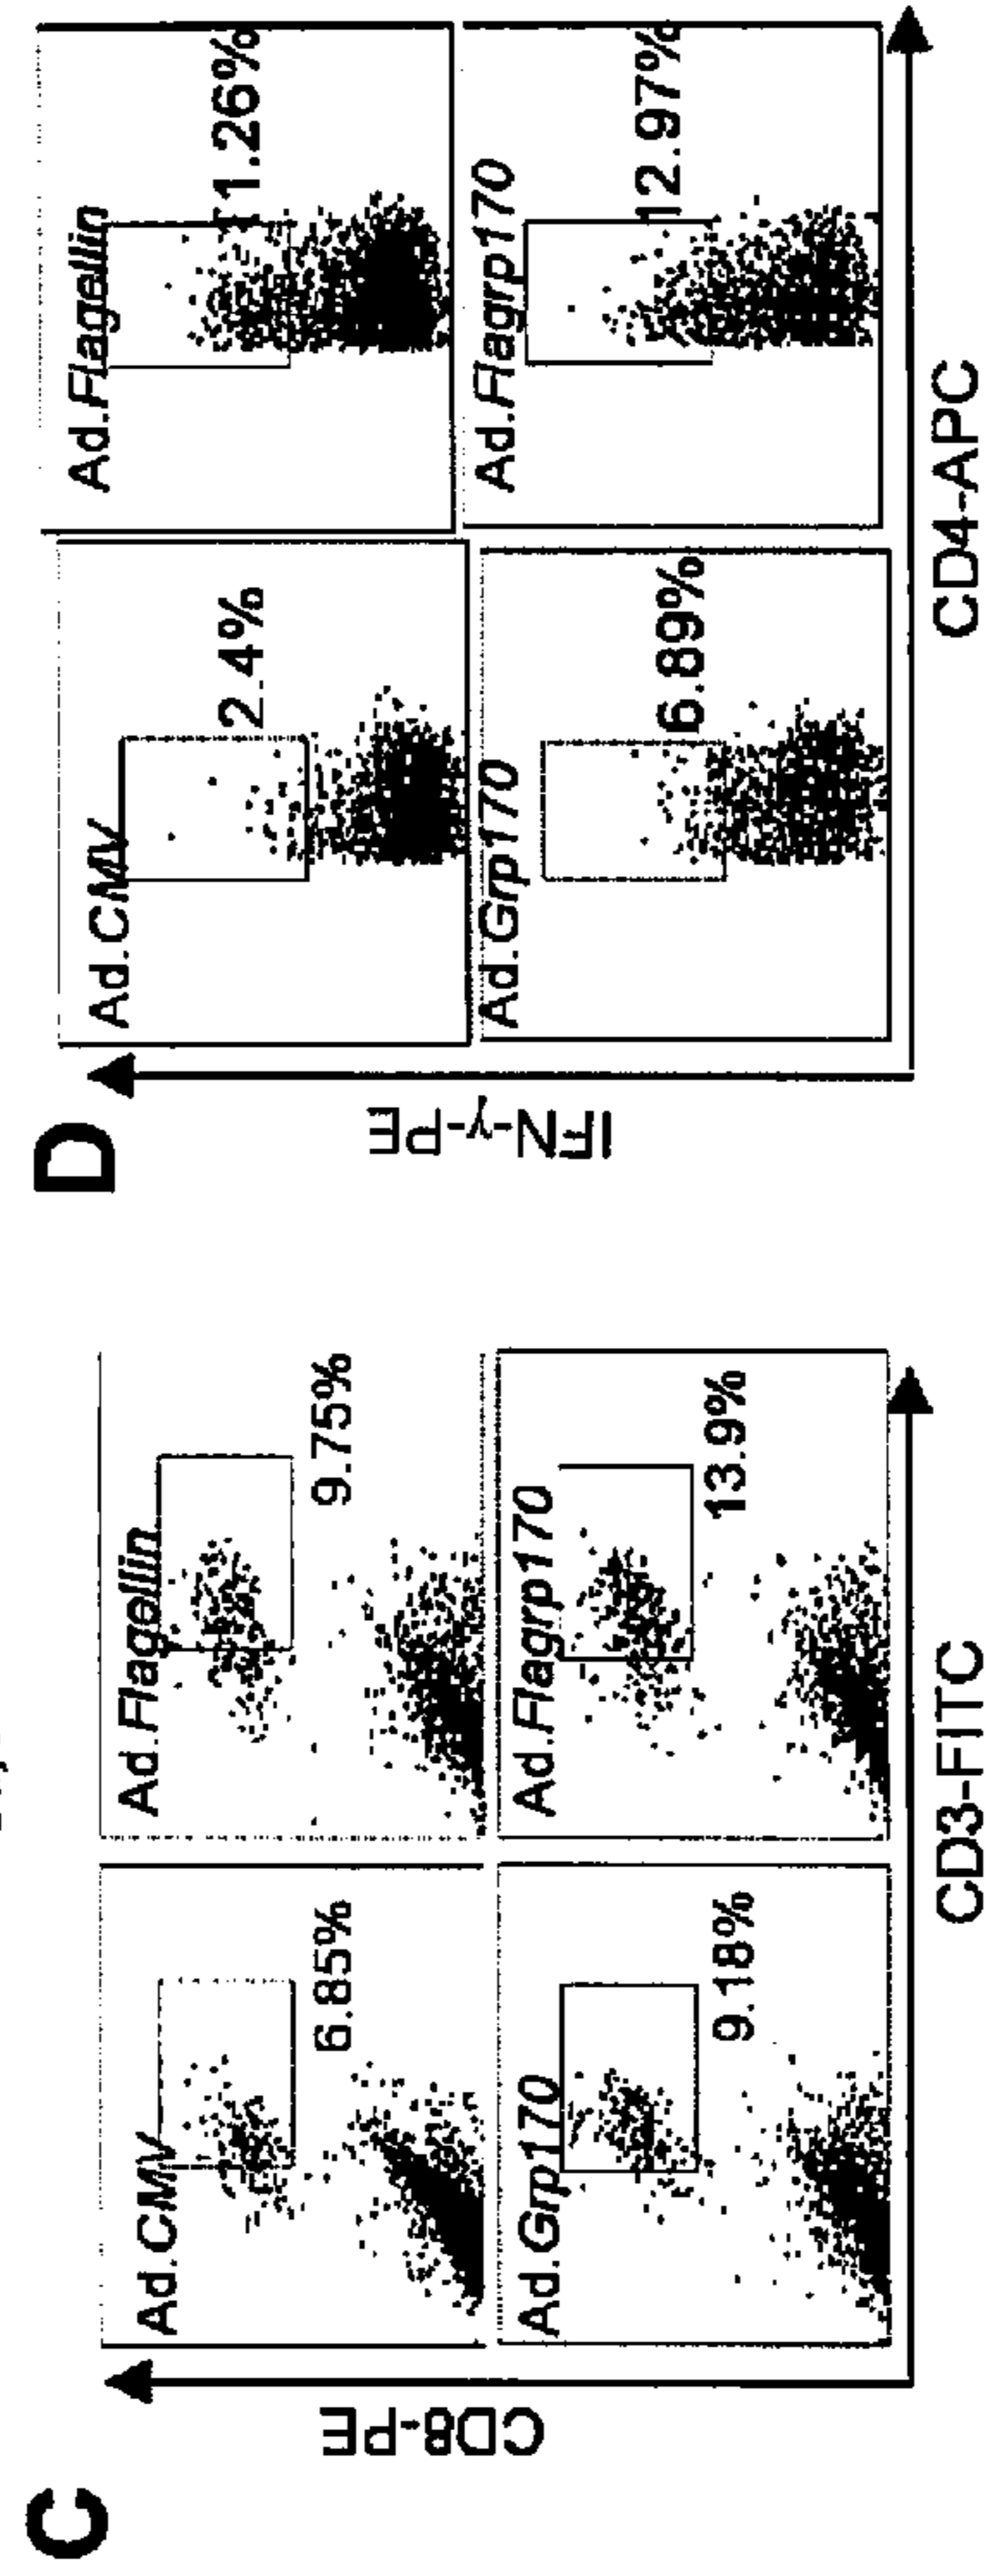 C
CD8-PE
Ad.CMV
6.85%
Ad.Flagellin
9.75%
Ad.Grp170
9.18%
Ad.Flagrp170
13.9%
CD3-FITC
D
IFN-γ-PE
Ad.CMV
2.4%
Ad.Flagellin
11.26%
Ad.Grp170
6.89%
Ad.Flagrp170
12.97%
CD4-APC